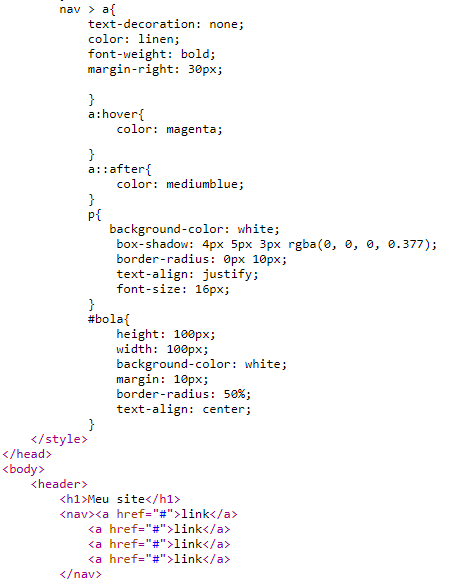 nav > a{
text-decoration: none;
color: linen;
font-weight: bold;
margin-right: 30px;
}
a:hover{
color: magenta;
}
a::after{
color: mediumblue;
}
p{
background-color: white;
box-shadow: 4px 5px 3px rgba(0, 0, 0, 0.377);
border-radius: 0px 10px;
text-align: justify;
font-size: 16px;
}
#bola{
height: 100px;
width: 100px;
background-color: white;
margin: 10px;
border-radius: 50%;
text-align: center;
}
</style>
</head>
<body>
<header>
<h1>Meu site</h1>
<nav><a href="#">link</a>
<a href="#">link</a>
<a href="#">link</a>
<a href="#">link</a>
</nav>